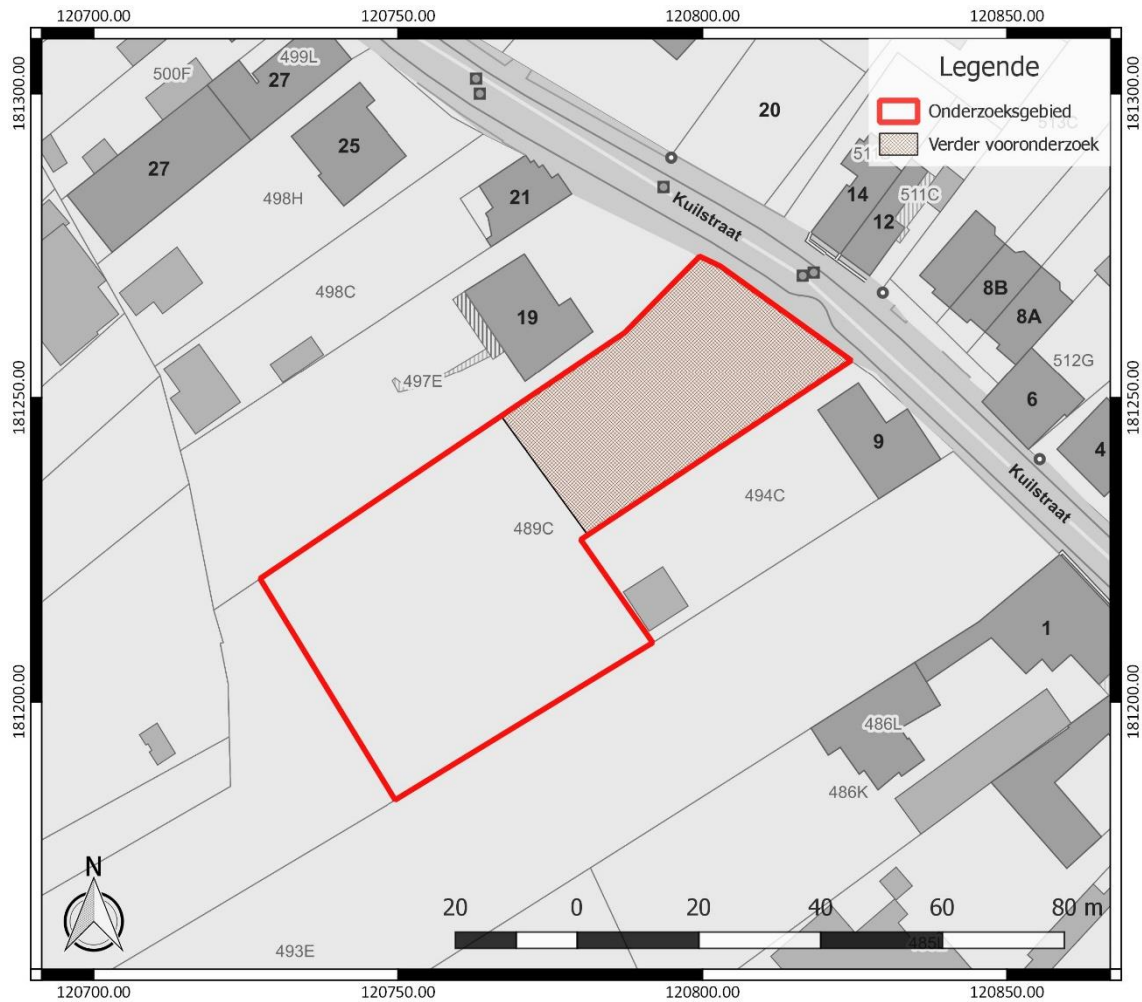 120700.00 120750.00 120800.00 120850.00
181300.00 181300.00
Legende
Onderzoeksgebied
Verder vooronderzoek
499L
500F
27
20
513C
25
27
511C
14
21
12
498H
Kuilstraat
8B
8A
498C
19
512G
497E
6
4
9
Kuilstraat
494C
489C
181250.00 181250.00
1
181200.00 181200.00
486L
486K
N
20 0 20 40 60 80 m
493E
120700.00 120750.00 120800.00 120850.00